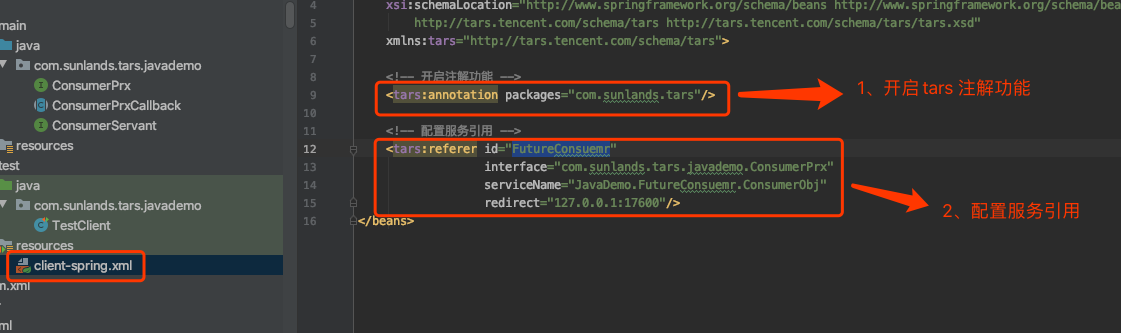 main
java
com.sunlands.tars.javademo
ConsumerPrx
ConsumerPrxCallback
ConsumerServant
resources
test
java
com.sunlands.tars.javademo
TestClient
resources
client-spring.xml
4 xsi:schemaLocation="http://www.springframework.org/schema/beans http://www.springframework.org/schema/bea
5 http://tars.tencent.com/schema/tars http://tars.tencent.com/schema/tars/tars.xsd"
6 xmlns:tars="http://tars.tencent.com/schema/tars">
7
8 <!-- 开启注解功能 -->
9 <tars:annotation packages="com.sunlands.tars"/>
10
11 <!-- 配置服务引用 -->
12 <tars:referer id="FutureConsuemr"
13 interface="com.sunlands.tars.javademo.ConsumerPrx"
14 serviceName="JavaDemo.FutureConsuemr.ConsumerObj"
15 redirect="127.0.0.1:17600"/>
16 </beans>
1、开启 tars 注解功能
2、配置服务引用